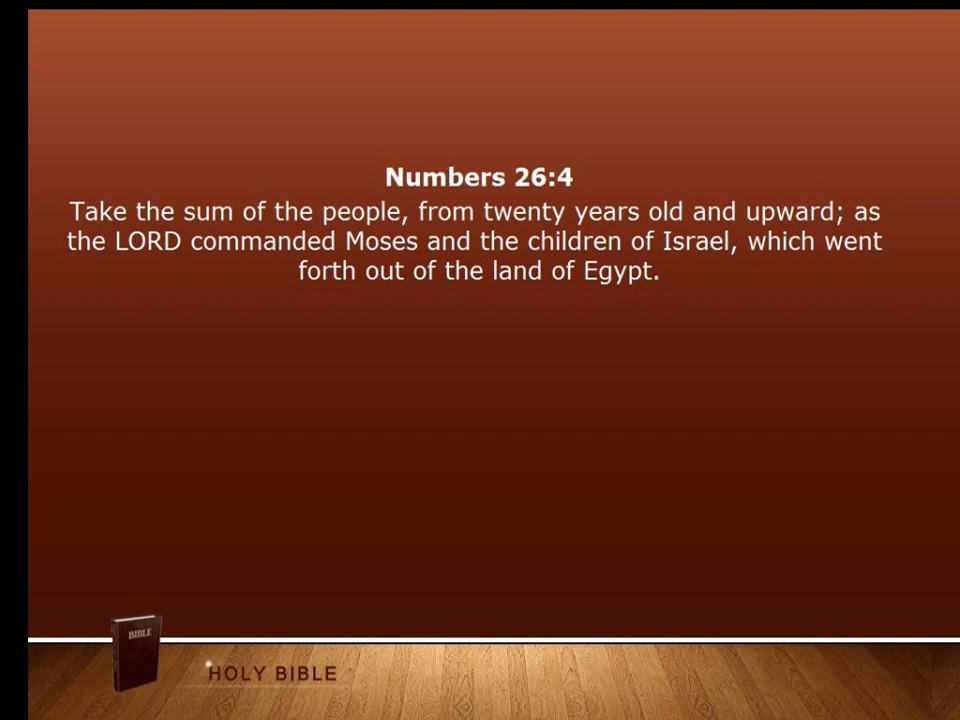 Numbers 26:4
Take the sum of the people, from twenty years old and upward; as
the LORD commanded Moses and the children of Israel, which went
forth out of the land of Egypt.
BIBLE
HOLY BIBLE